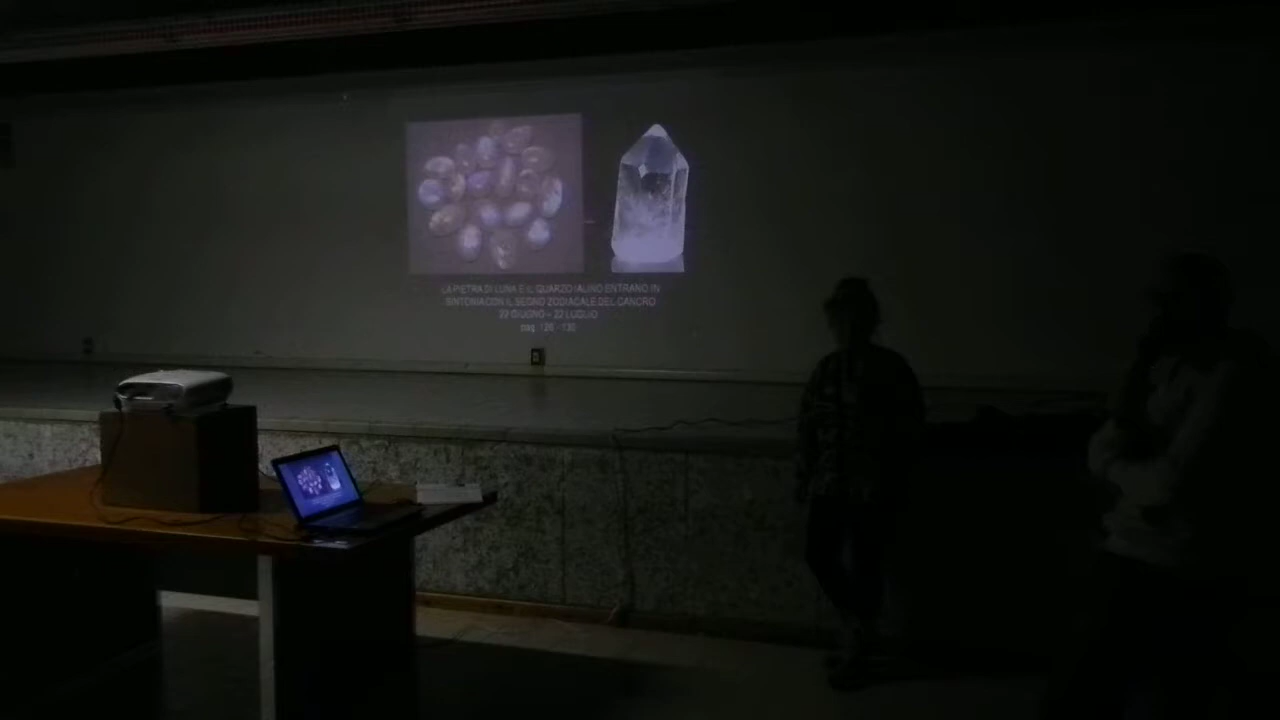 LA PIETRA DI LUNA E IL QUARZO IALINO ENTRANO IN
SINTONIA CON IL SEGNO ZODIACALE DEL CANCRO
22 GIUGNO - 22 LUGLIO
pag. 126 - 130